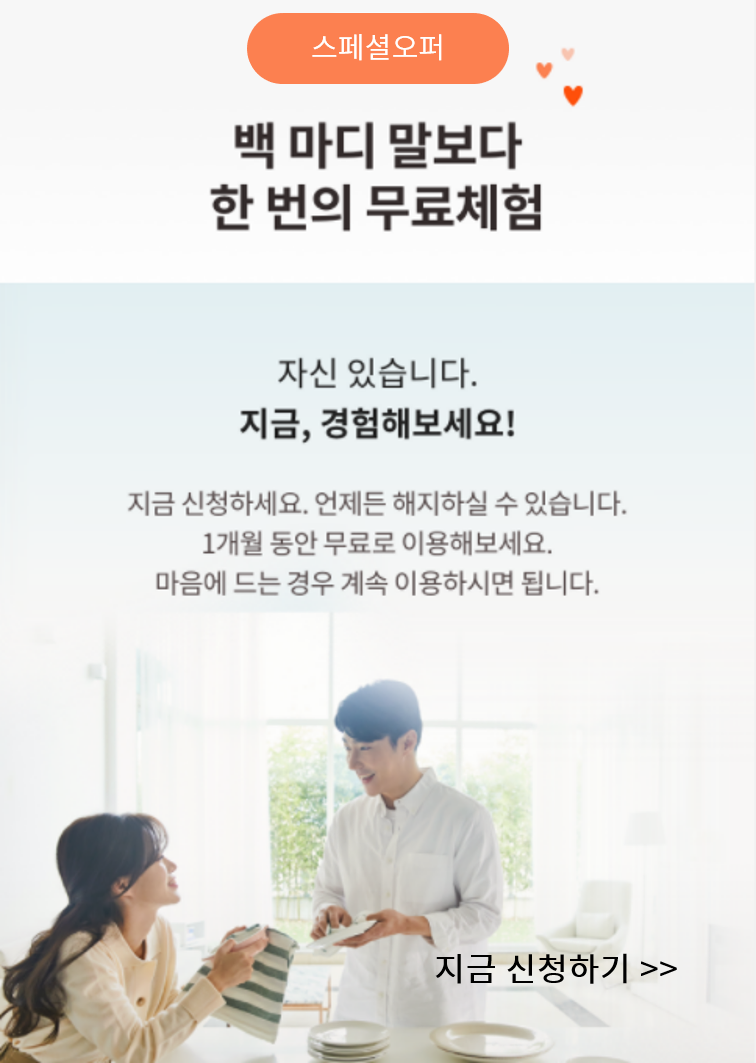 스페셜오퍼
백 마디 말보다
한 번의 무료체험
자신 있습니다.
지금, 경험해보세요!
지금 신청하세요. 언제든 해지하실 수 있습니다.
1개월 동안 무료로 이용해보세요.
마음에 드는 경우 계속 이용하시면 됩니다.
지금 신청하기 >>